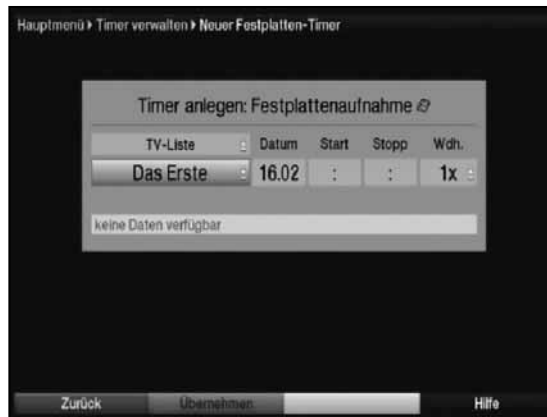 Hauptmenü▸Timer verwalten▸Neuer Festplatten-Timer
Timer anlegen: Festplattenaufnahme
TV-Liste Datum Start Stopp Wdh.
Das Erste 16.02 : : 1x
keine Daten verfügbar
Zurück Übernehmen Hilfe